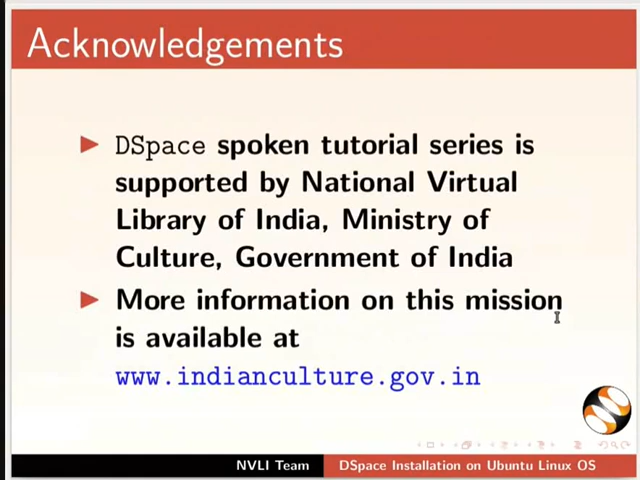 Acknowledgements
DSpace spoken tutorial series is
supported by National Virtual
Library of India, Ministry of
Culture, Government of India
More information on this mission
is available at
www.indianculture.gov.in
NVLI Team
DSpace Installation on Ubuntu Linux OS